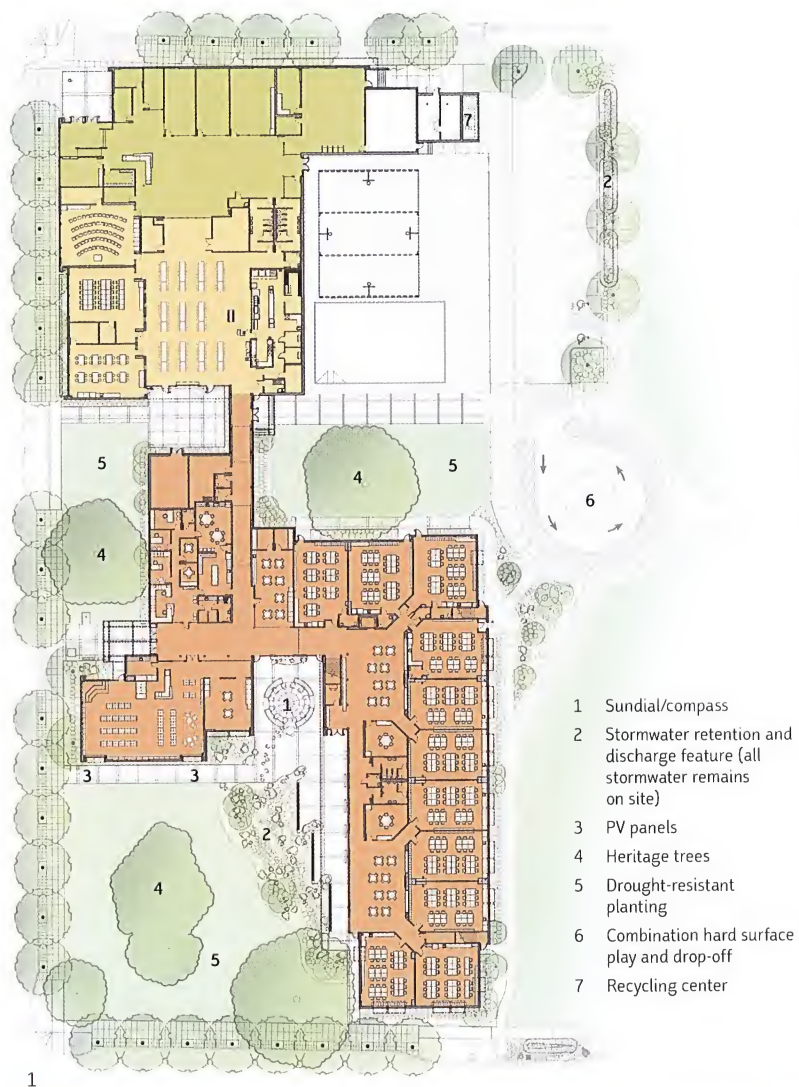 7
2
5
4
5
6
4
1
3
3
2
4
5
1 Sundial/compass
2 Stormwater retention and
discharge feature (all
stormwater remains
on site)
3 PV panels
4 Heritage trees
5 Drought-resistant
planting
6 Combination hard surface
play and drop-off
7 Recycling center
1